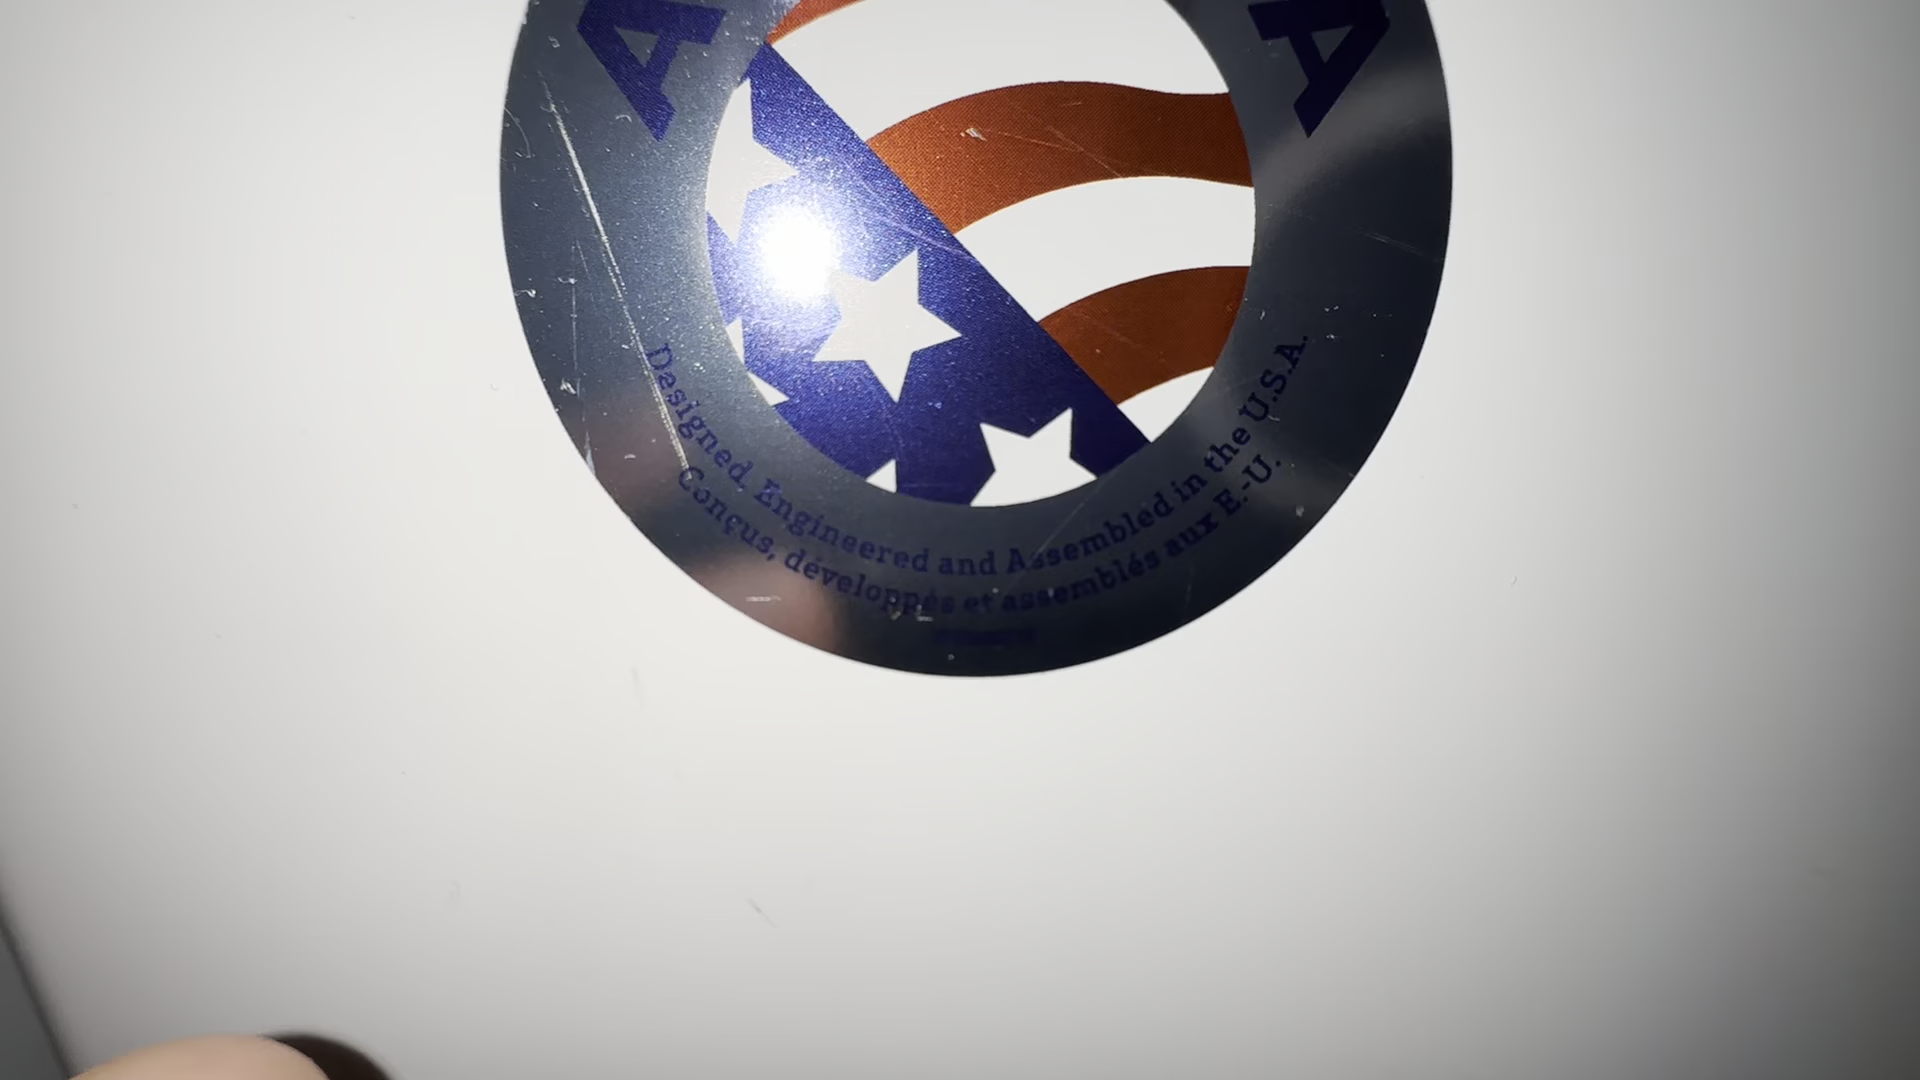 A A
Designed, Engineered and Assembled in the U.S.A.
Conçus, développés et assemblés aux E.-U.